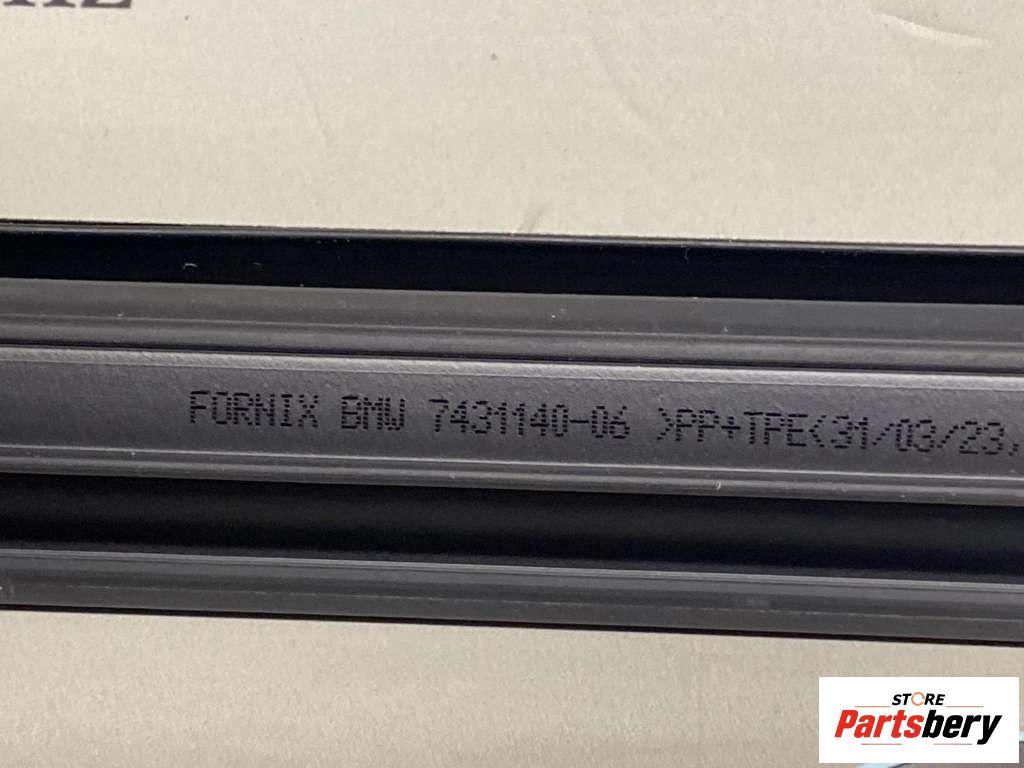 FORNIX BMW 7431140-06 >PP+TPE<31/03/23,
STORE
Partsbery